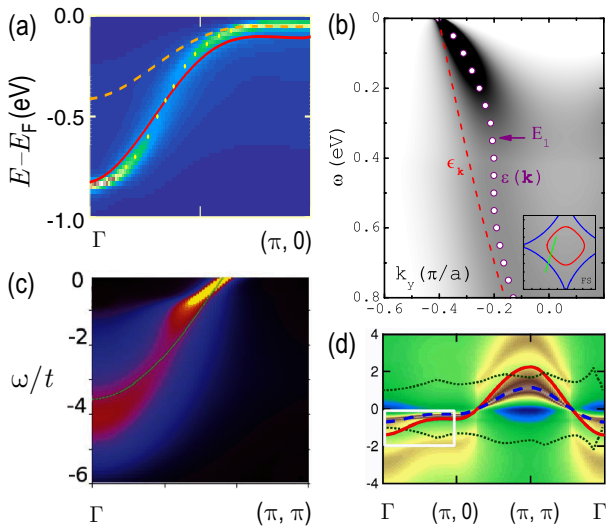 (a)
0.0
-0.5
-1.0
E-E_F (eV)
Γ
(π, 0)
(b)
0
0.2
0.4
0.6
0.8
ω (eV)
ϵ_k
E_1
ε(k)
FS
k_y (π/a)
-0.6
-0.4
-0.2
0.0
(c)
0
-2
-4
-6
ω/t
Γ
(π, π)
(d)
4
2
0
-2
-4
Γ
(π, 0)
(π, π)
Γ